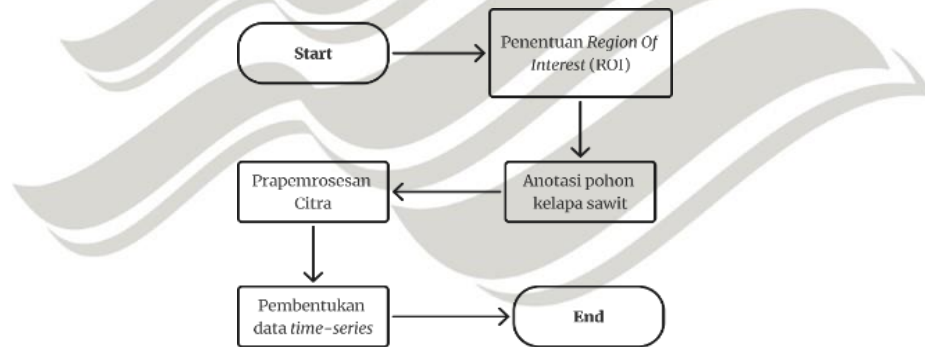 Start
Penentuan Region Of
Interest (ROI)
Anotasi pohon
kelapa sawit
Prapemrosesan
Citra
Pembentukan
data time-series
End